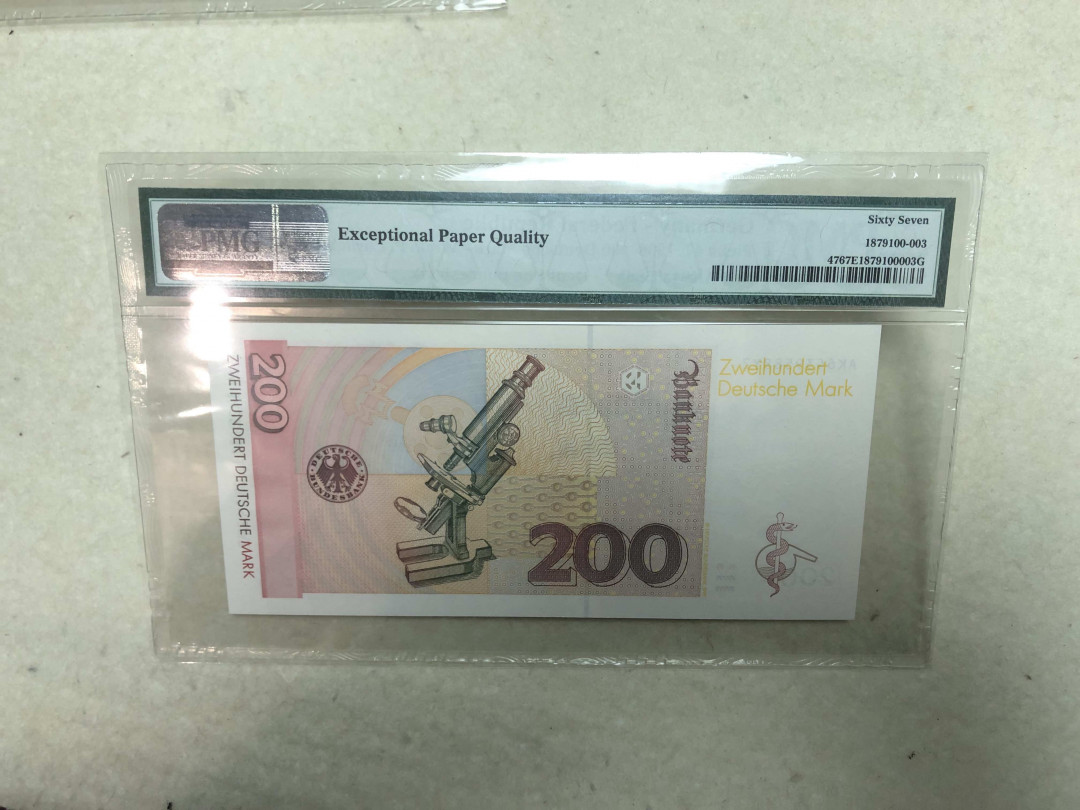 PMG
Exceptional Paper Quality
Sixty Seven
1879100-003
4767E1879100003G
200
ZWEIHUNDERT DEUTSCHE MARK
DEUTSCHE
BUNDESBANK
Banknote
Zweihundert
Deutsche Mark
200